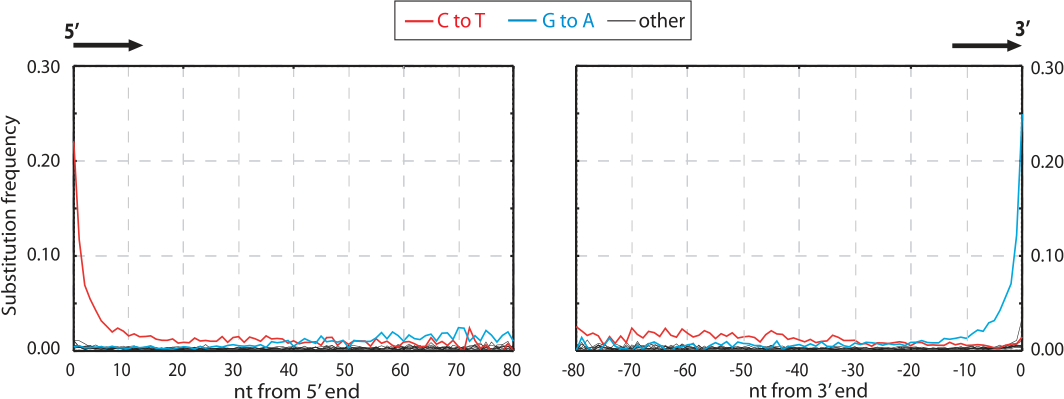 C to T G to A other
5’ 3’
0.30 0.30
0.20 0.20
0.10 0.10
0.00 0.00
Substitution frequency
0 10 20 30 40 50 60 70 80 -80 -70 -60 -50 -40 -30 -20 -10 0
nt from 5’ end nt from 3’ end